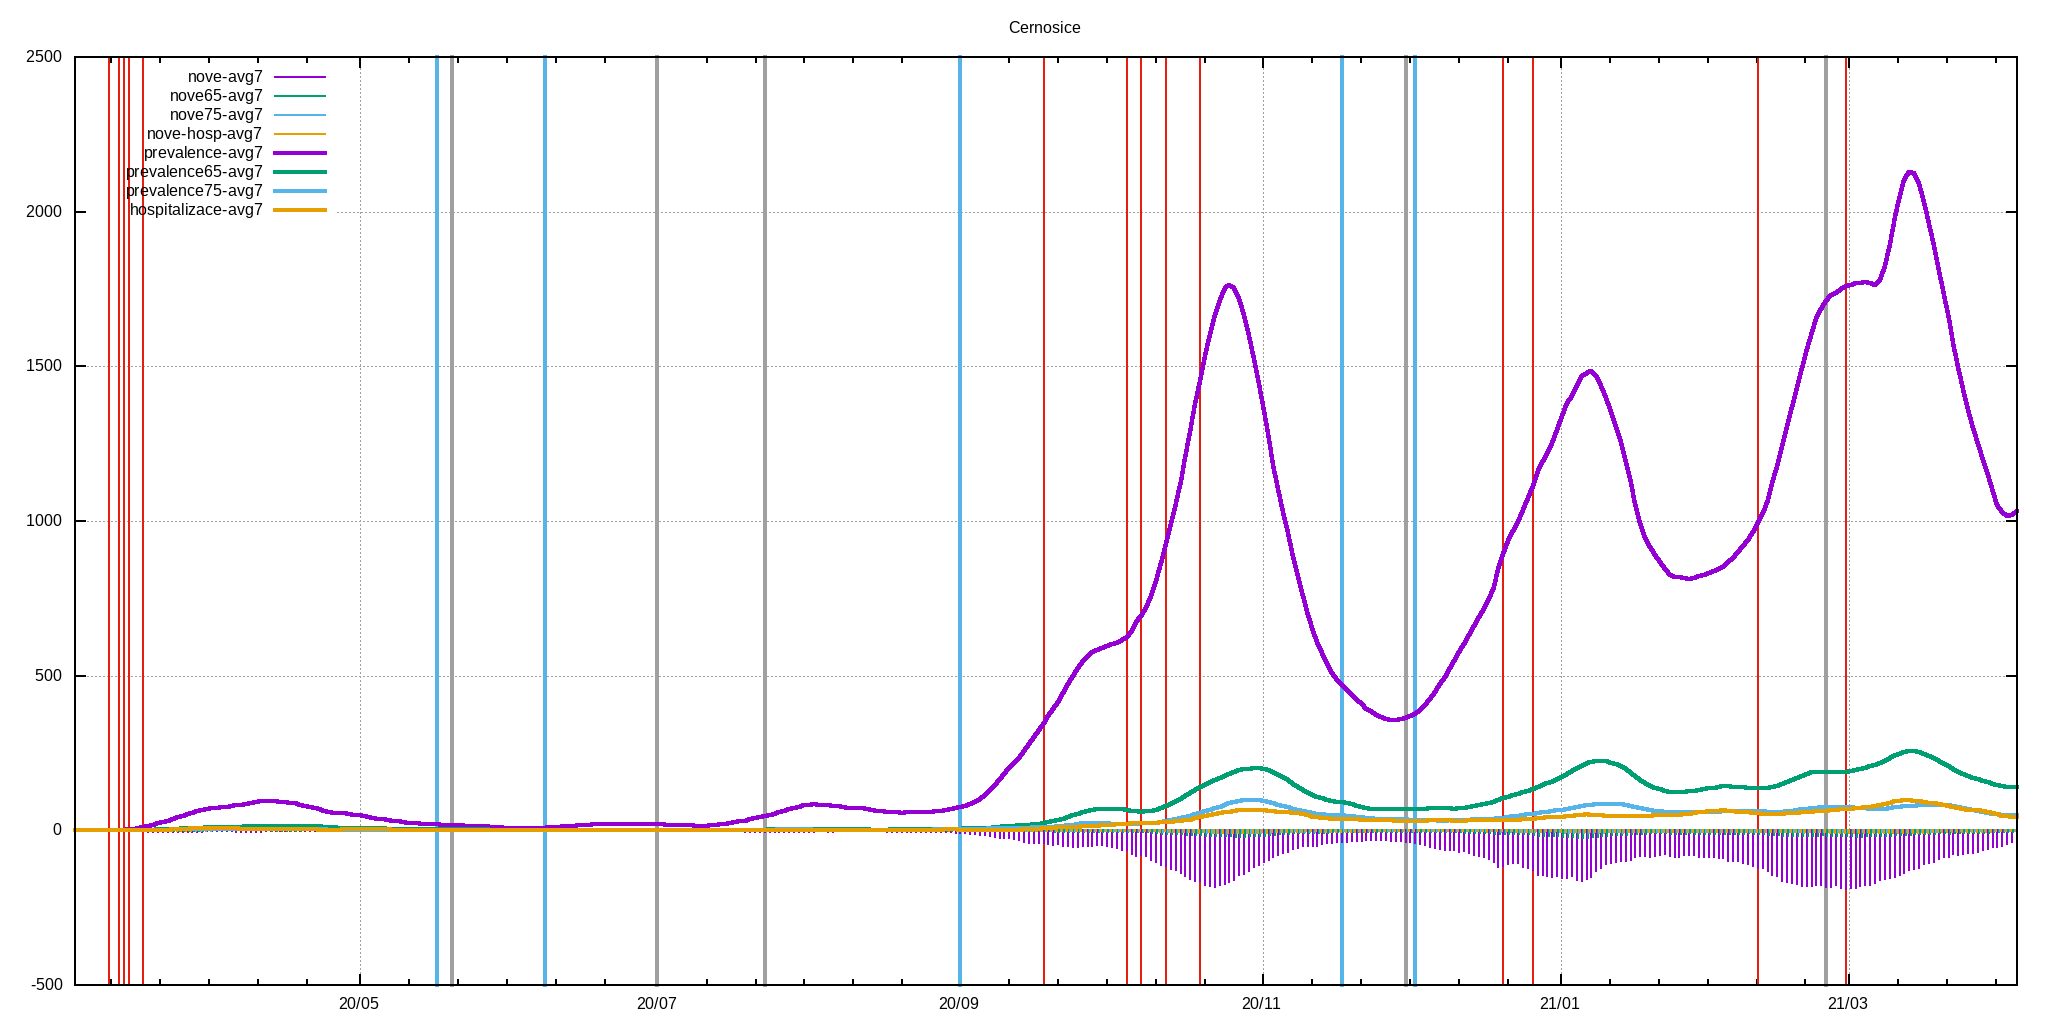 Cernosice
2500
2000
1500
1000
500
0
-500
nove-avg7
nove65-avg7
nove75-avg7
nove-hosp-avg7
prevalence-avg7
prevalence65-avg7
prevalence75-avg7
hospitalizace-avg7
20/05 20/07 20/09 20/11 21/01 21/03